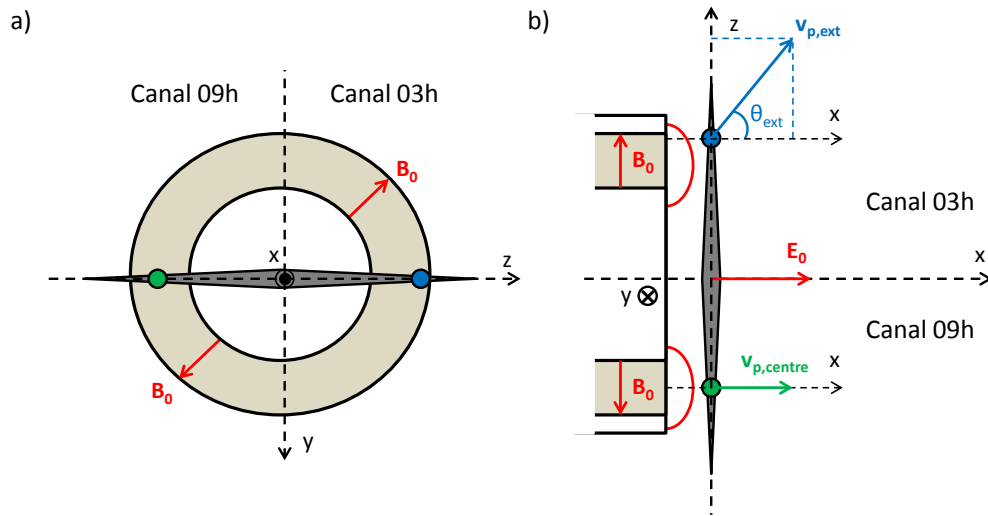 a)
Canal 09h
Canal 03h
B0
x
z
B0
y
b)
z
vp,ext
x
θext
B0
Canal 03h
E0
x
y
Canal 09h
vp,centre
x
B0